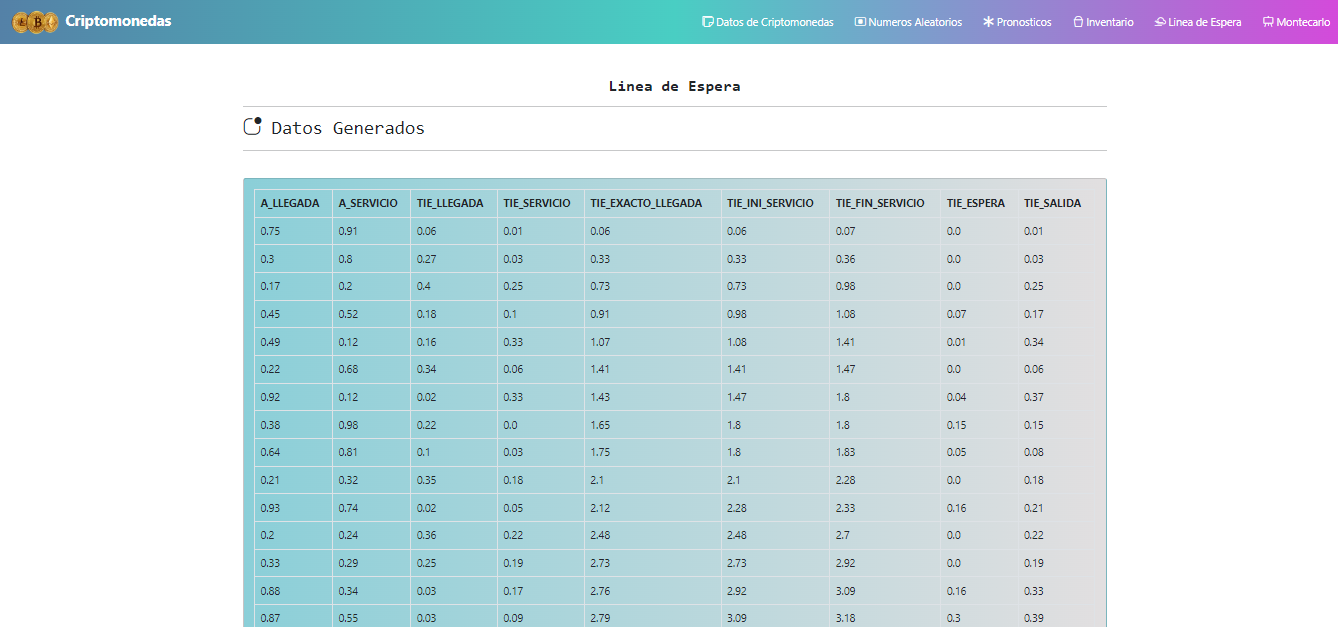 Criptomonedas Datos de Criptomonedas Numeros Aleatorios Pronosticos Inventario Línea de Espera Montecarlo
Linea de Espera
Datos Generados
A_LLEGADA A_SERVICIO TIE_LLEGADA TIE_SERVICIO TIE_EXACTO_LLEGADA TIE_INI_SERVICIO TIE_FIN_SERVICIO TIE_ESPERA TIE_SALIDA
0.75 0.91 0.06 0.01 0.06 0.06 0.07 0.0 0.01
0.3 0.8 0.27 0.03 0.33 0.33 0.36 0.0 0.03
0.17 0.2 0.4 0.25 0.73 0.73 0.98 0.0 0.25
0.45 0.52 0.18 0.1 0.91 0.98 1.08 0.07 0.17
0.49 0.12 0.16 0.33 1.07 1.08 1.41 0.01 0.34
0.22 0.68 0.34 0.06 1.41 1.41 1.47 0.0 0.06
0.92 0.12 0.02 0.33 1.43 1.47 1.8 0.04 0.37
0.38 0.98 0.22 0.0 1.65 1.8 1.8 0.15 0.15
0.64 0.81 0.1 0.03 1.75 1.8 1.83 0.05 0.08
0.21 0.32 0.35 0.18 2.1 2.1 2.28 0.0 0.18
0.93 0.74 0.02 0.05 2.12 2.28 2.33 0.16 0.21
0.2 0.24 0.36 0.22 2.48 2.48 2.7 0.0 0.22
0.33 0.29 0.25 0.19 2.73 2.73 2.92 0.0 0.19
0.88 0.34 0.03 0.17 2.76 2.92 3.09 0.16 0.33
0.87 0.55 0.03 0.09 2.79 3.09 3.18 0.3 0.39